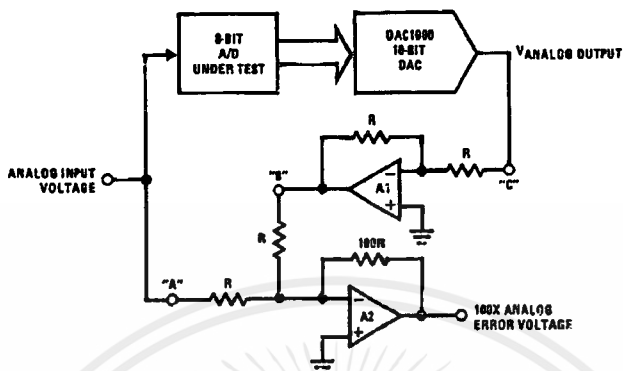 8-BIT
A/D
UNDER TEST
DAC1000
10-BIT
DAC
VANALOG OUTPUT
R
R
ANALOG INPUT
VOLTAGE
"B"
A1
-
+
"C"
R
100R
"A"
R
-
A2
+
100X ANALOG
ERROR VOLTAGE